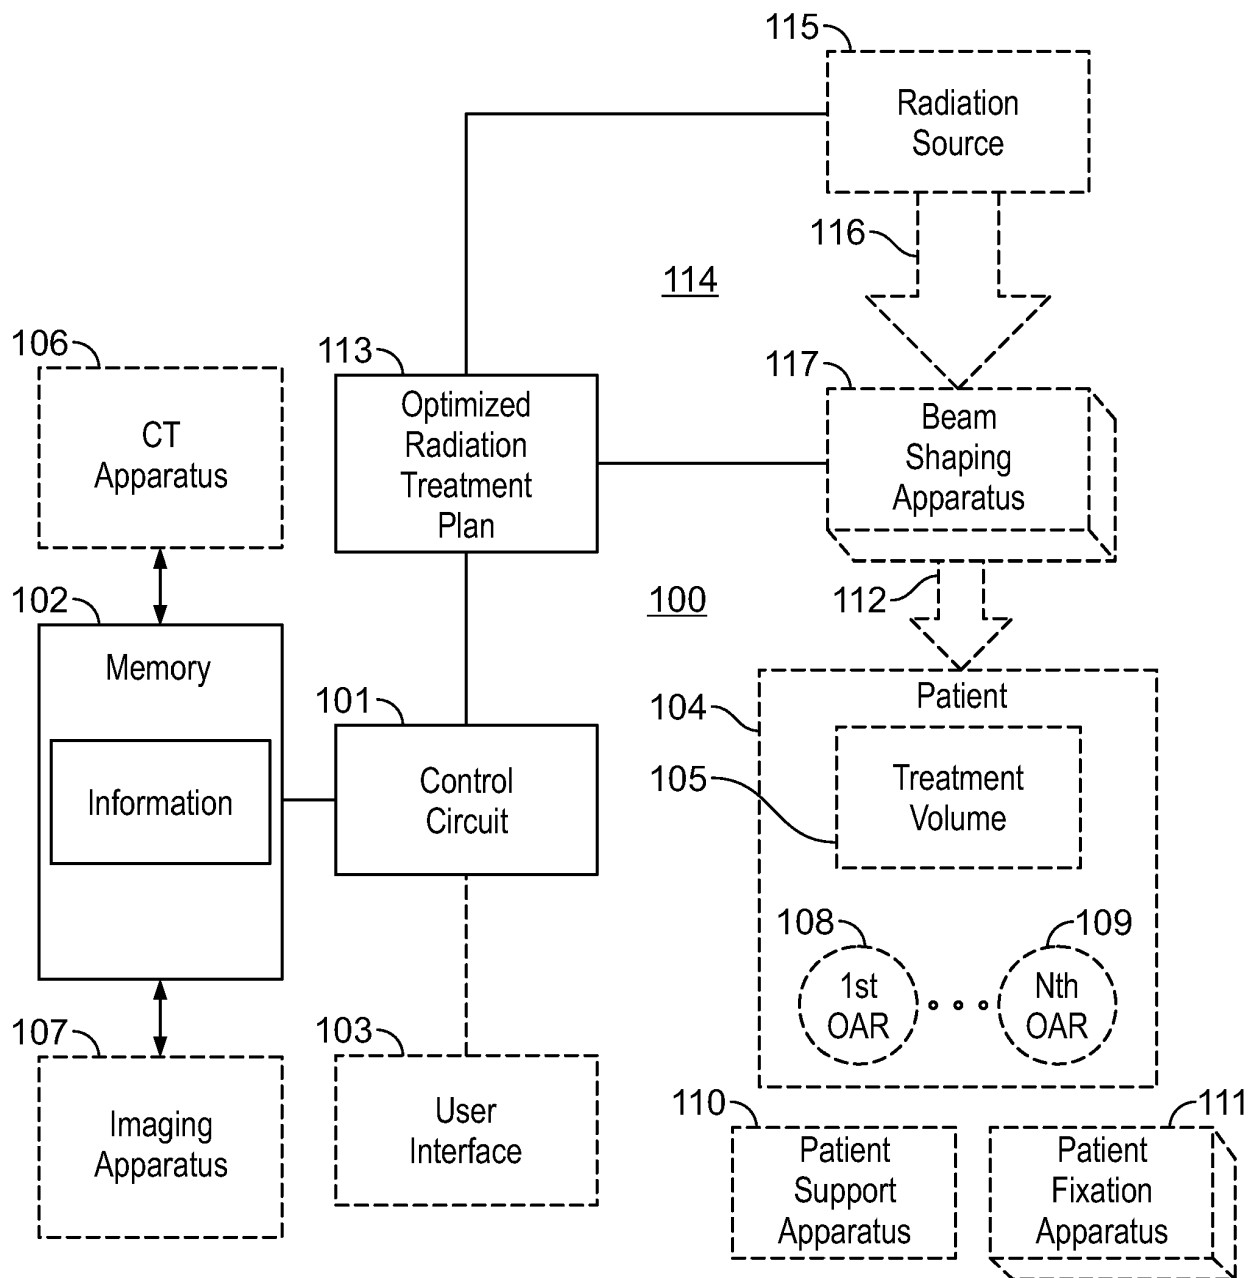 115
Radiation
Source
116
114
106
CT
Apparatus
113
Optimized
Radiation
Treatment
Plan
117
Beam
Shaping
Apparatus
112
100
102
Memory
Information
101
Control
Circuit
104
Patient
105
Treatment
Volume
108
1st
OAR
109
Nth
OAR
107
Imaging
Apparatus
103
User
Interface
110
Patient
Support
Apparatus
111
Patient
Fixation
Apparatus